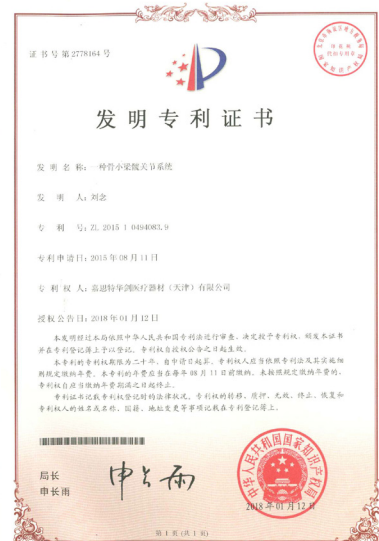 证书号第2778164号
发明专利证书
发 明 名 称：一种骨小梁髋关节系统
发 明 人：刘念
专 利 号：ZL 2015 1 0494083.9
专利申请日：2015年08月11日
专 利 权 人：嘉思特华剑医疗器材（天津）有限公司
授权公告日：2018年01月12日
本发明经过本局依照中华人民共和国专利法进行审查，决定授予专利权，颁发本证书
并在专利登记簿上予以登记。专利权自授权公告之日起生效。
本专利的专利权期限为二十年，自申请日起算。专利权人应当依照专利法及其实施细
则规定缴纳年费。本专利的年费应当在每年08月11日前缴纳。未按照规定缴纳年费的，
专利权自应当缴纳年费期满之日起终止。
专利证书记载专利权登记时的法律状况。专利权的转移、质押、无效、终止、恢复和
专利权人的姓名或名称、国籍、地址变更等事项记载在专利登记簿上。
局长
申长雨
申长雨
中华人民共和国国家知识产权局
2018年01月12日
第1页(共1页)